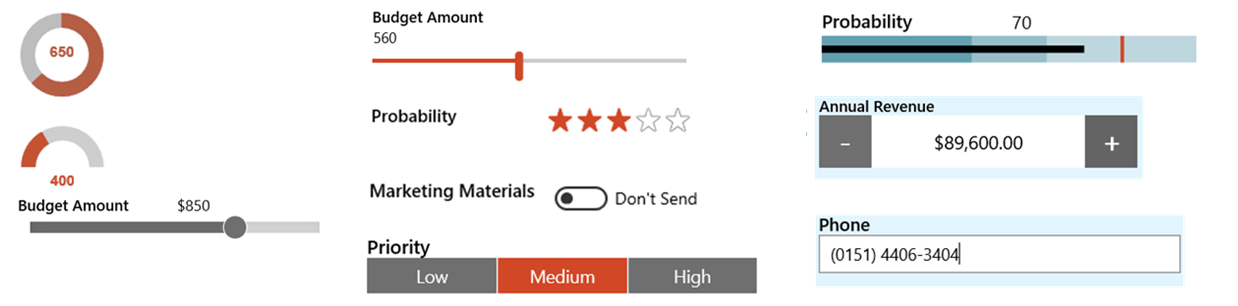 650
400
Budget Amount $850
Budget Amount
560
Probability
Marketing Materials Don't Send
Priority
Low Medium High
Probability 70
Annual Revenue
- $89,600.00 +
Phone
(0151) 4406-3404